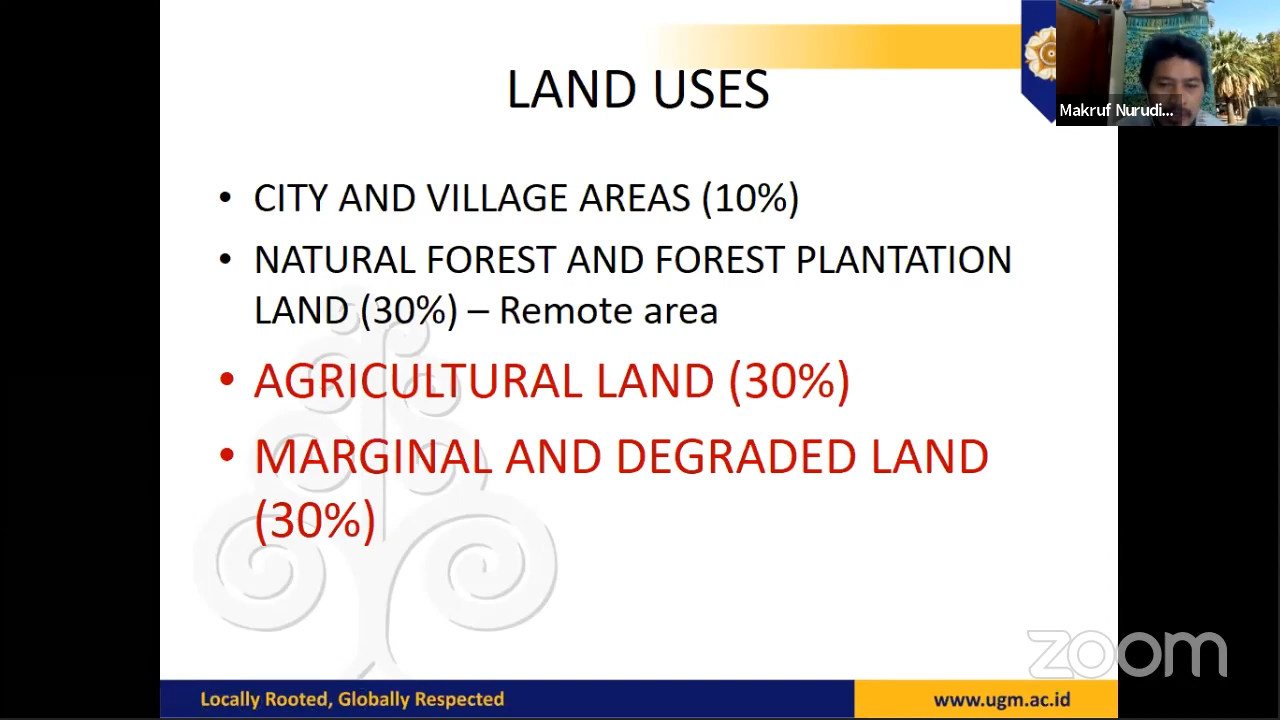 LAND USES
Makruf Nurudi...
• CITY AND VILLAGE AREAS (10%)
• NATURAL FOREST AND FOREST PLANTATION
LAND (30%) – Remote area
• AGRICULTURAL LAND (30%)
• MARGINAL AND DEGRADED LAND
(30%)
zoom
Locally Rooted, Globally Respected
www.ugm.ac.id